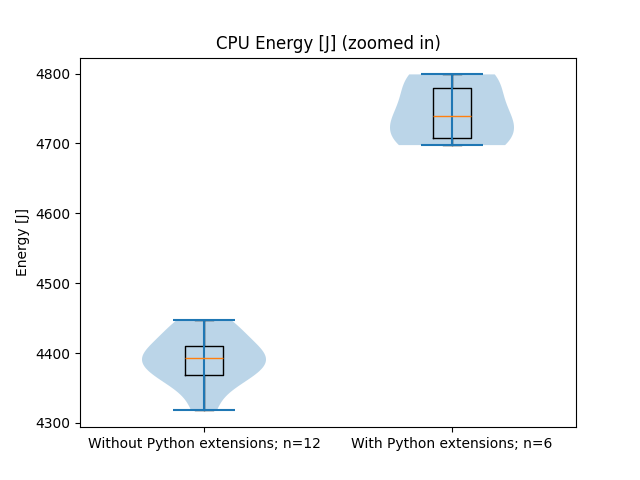 CPU Energy [J] (zoomed in)
Energy [J]
4800
4700
4600
4500
4400
4300
Without Python extensions; n=12
With Python extensions; n=6